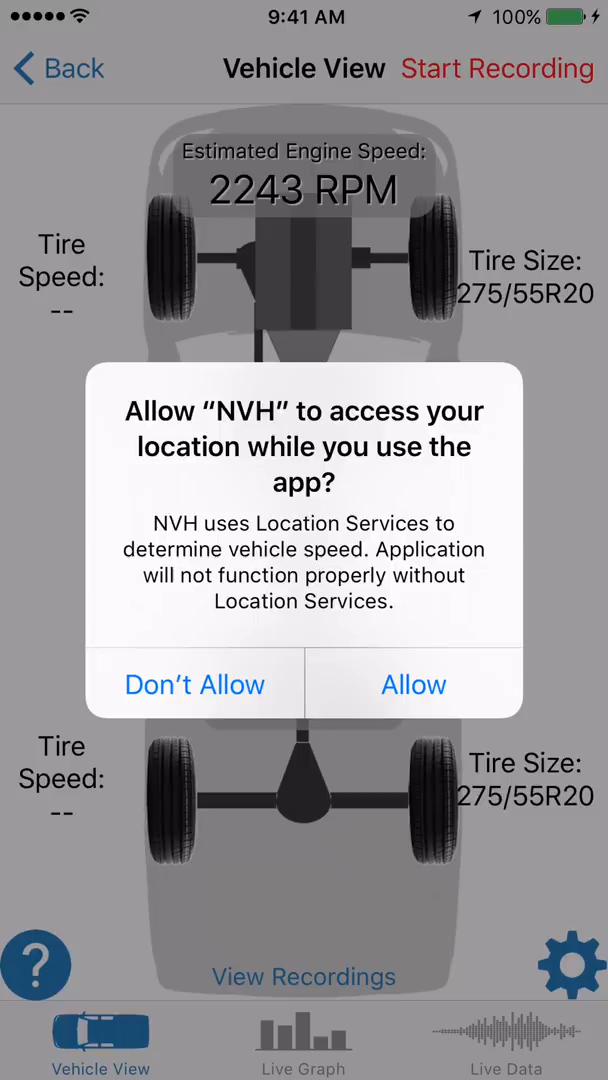 9:41 AM
100%
Back
Vehicle View
Start Recording
Estimated Engine Speed:
2243 RPM
Tire
Speed:
--
Tire Size:
275/55R20
Allow “NVH” to access your
location while you use the
app?
NVH uses Location Services to
determine vehicle speed. Application
will not function properly without
Location Services.
Don’t Allow
Allow
Tire
Speed:
--
Tire Size:
275/55R20
?
View Recordings
Vehicle View
Live Graph
Live Data